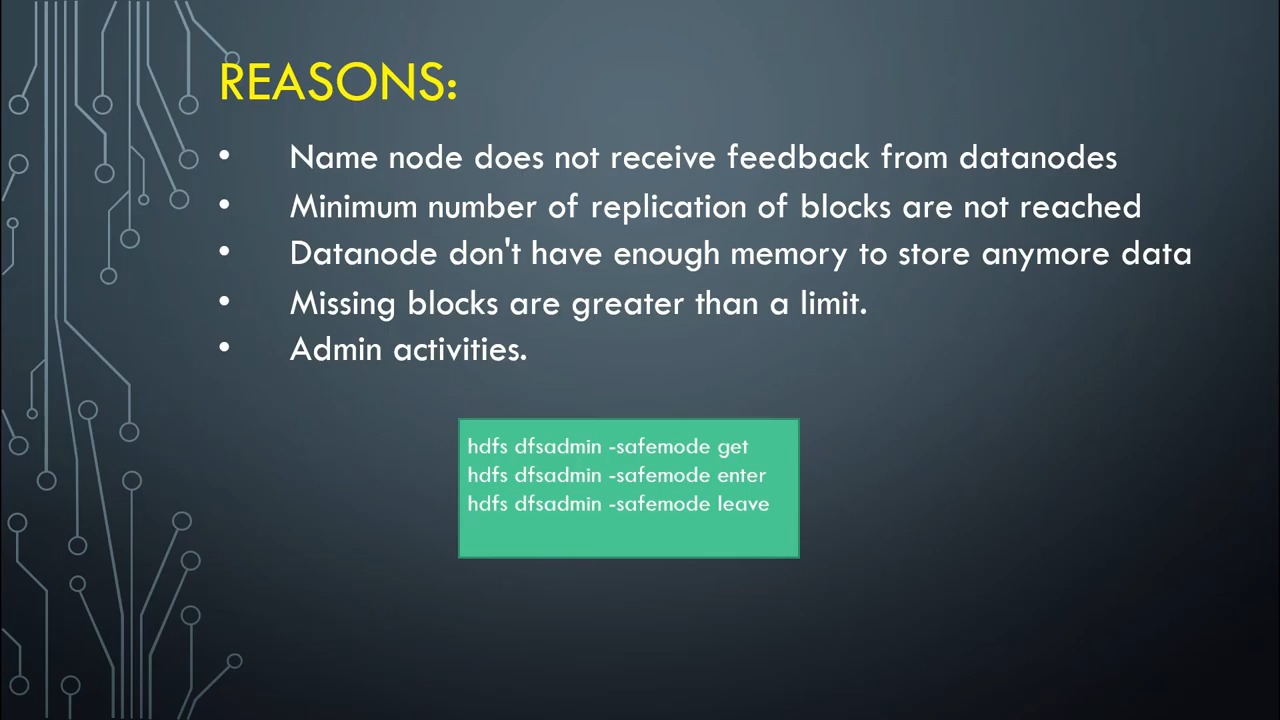 REASONS:
• Name node does not receive feedback from datanodes
• Minimum number of replication of blocks are not reached
• Datanode don't have enough memory to store anymore data
• Missing blocks are greater than a limit.
• Admin activities.
hdfs dfsadmin -safemode get
hdfs dfsadmin -safemode enter
hdfs dfsadmin -safemode leave